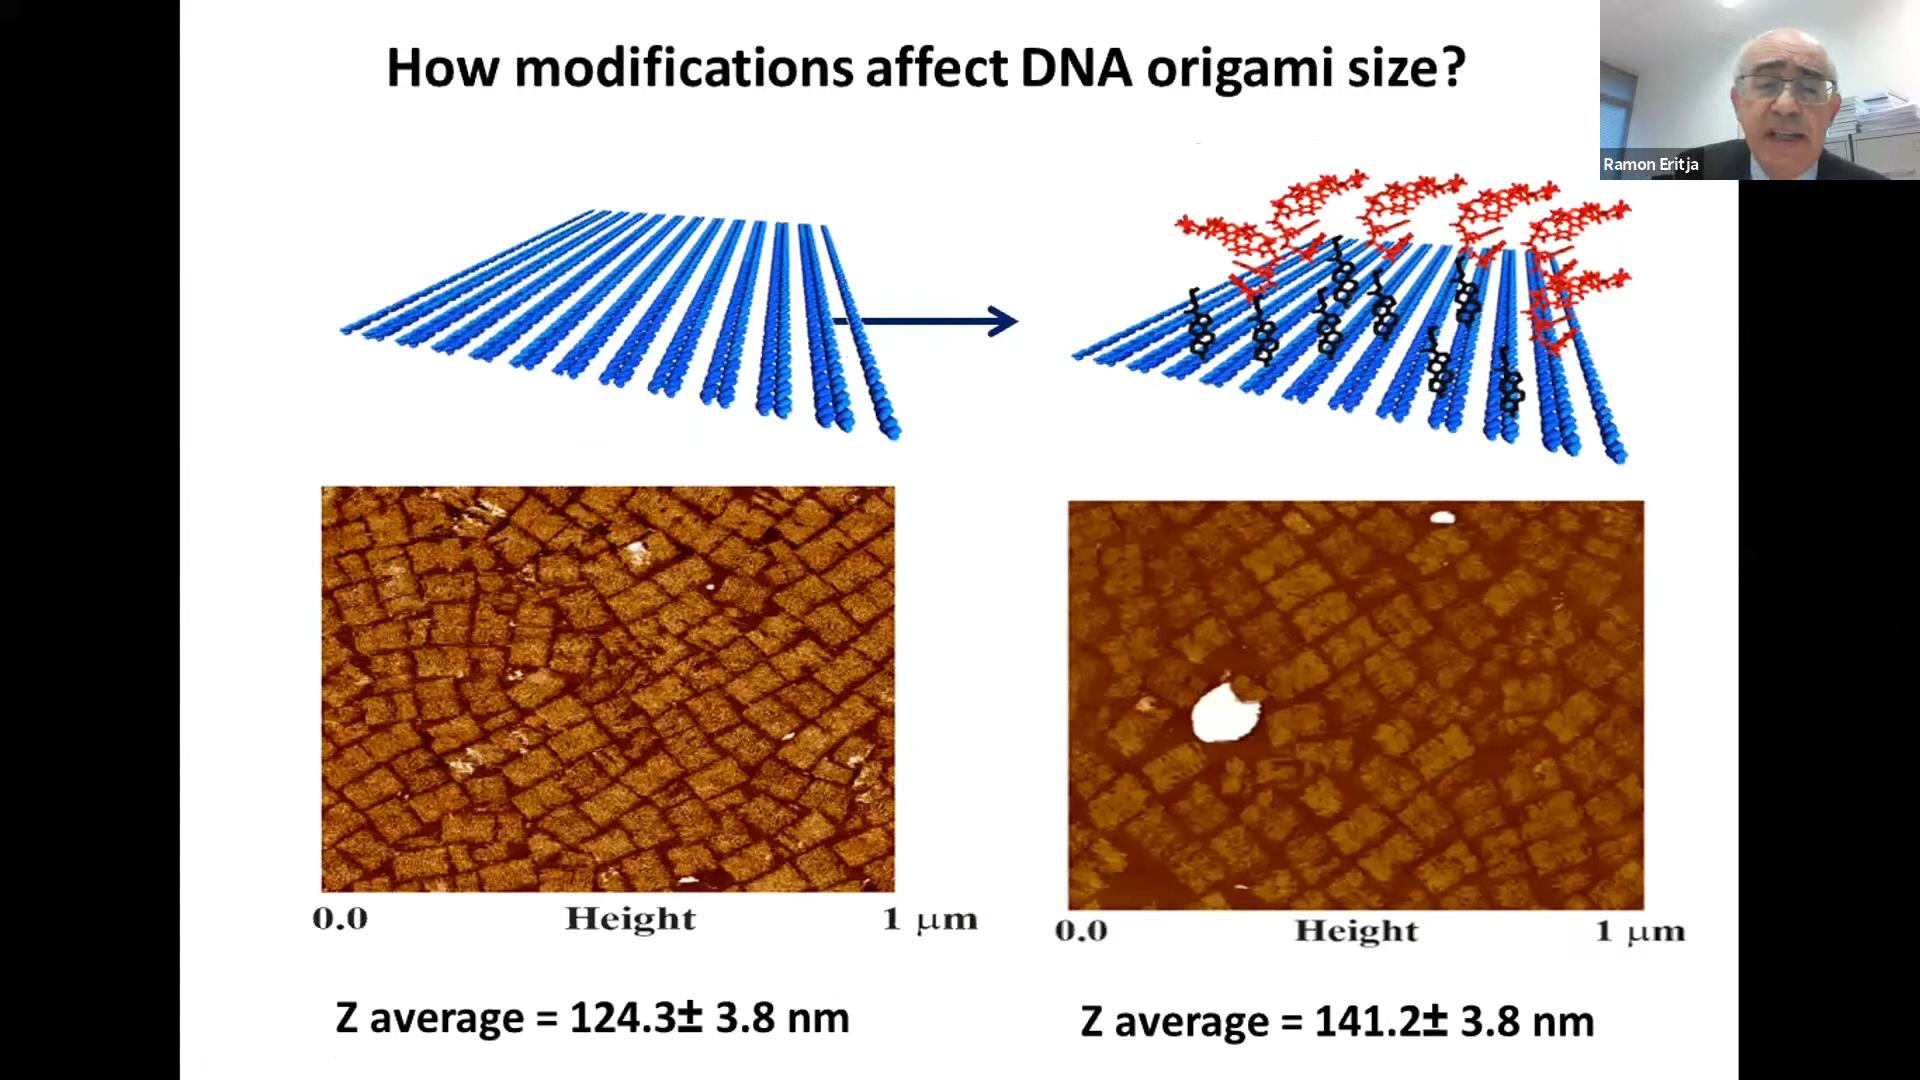 How modifications affect DNA origami size?
Ramon Eritja
0.0 Height 1 µm
0.0 Height 1 µm
Z average = 124.3± 3.8 nm
Z average = 141.2± 3.8 nm